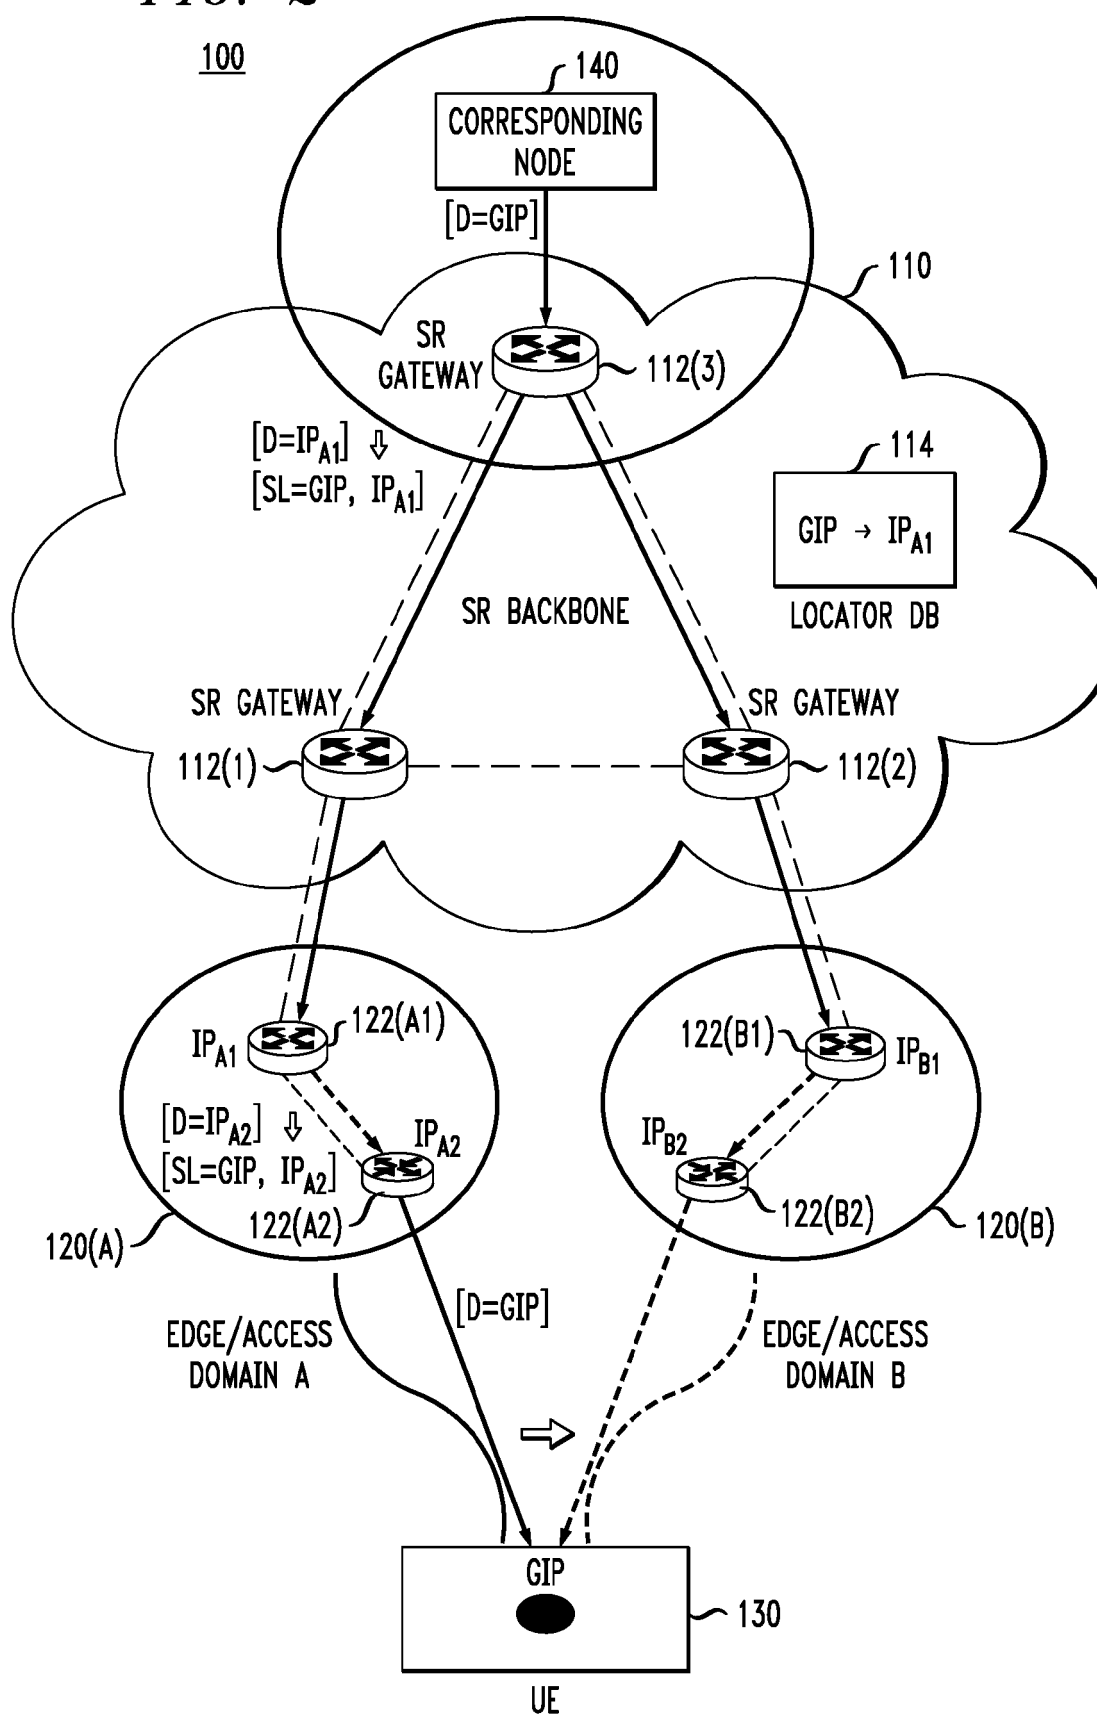 FIG. 2
100
140
CORRESPONDING
NODE
[D=GIP]
110
SR
GATEWAY
112(3)
[D=IPA1] ⇩
[SL=GIP, IPA1]
114
GIP → IPA1
LOCATOR DB
SR BACKBONE
SR GATEWAY
SR GATEWAY
112(1)
112(2)
IPA1
122(A1)
122(B1)
IPB1
[D=IPA2] ⇩
[SL=GIP, IPA2]
IPA2
IPB2
122(A2)
122(B2)
120(A)
120(B)
[D=GIP]
EDGE/ACCESS
DOMAIN A
EDGE/ACCESS
DOMAIN B
GIP
130
UE